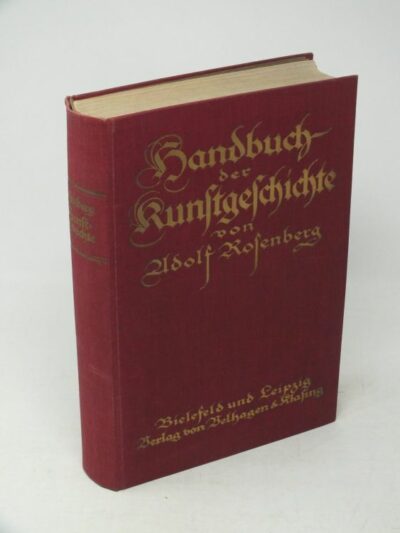 Handbuch
der
Kunſtgeſchichte
von
Adolf Roſenberg
Bielefeld und Leipzig
Verlag von Velhagen & Klaſing